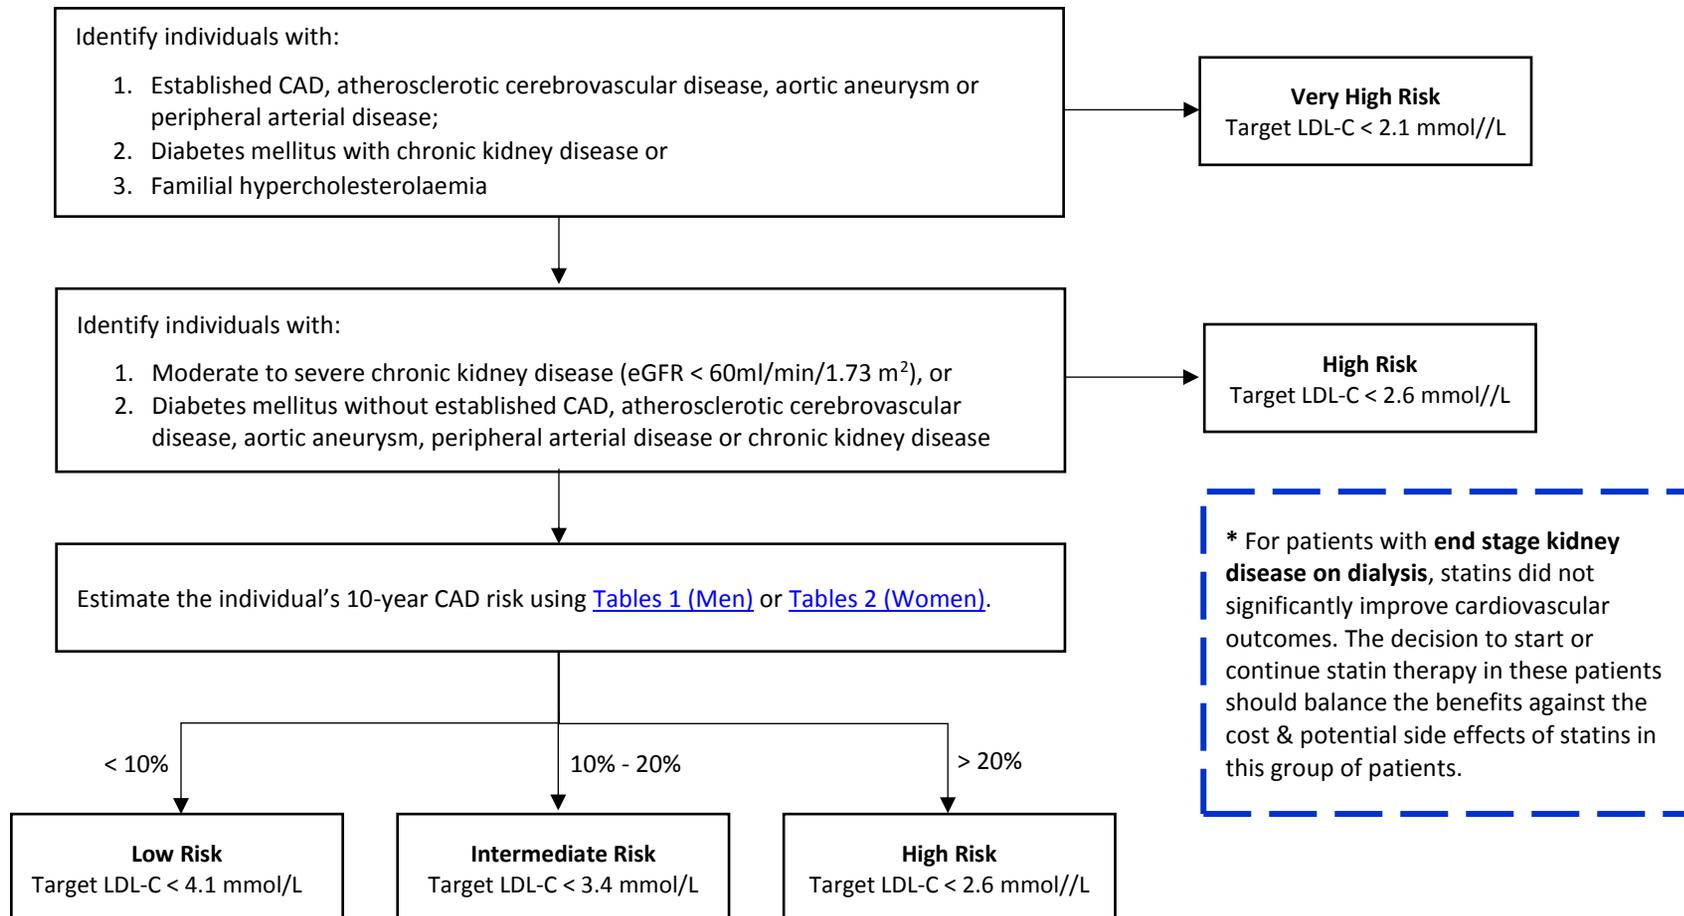 Identify individuals with:
1. Established CAD, atherosclerotic cerebrovascular disease, aortic aneurysm or
peripheral arterial disease;
2. Diabetes mellitus with chronic kidney disease or
3. Familial hypercholesterolaemia
Very High Risk
Target LDL-C < 2.1 mmol//L
Identify individuals with:
1. Moderate to severe chronic kidney disease (eGFR < 60ml/min/1.73 m²), or
2. Diabetes mellitus without established CAD, atherosclerotic cerebrovascular
disease, aortic aneurysm, peripheral arterial disease or chronic kidney disease
High Risk
Target LDL-C < 2.6 mmol//L
Estimate the individual’s 10-year CAD risk using Tables 1 (Men) or Tables 2 (Women).
* For patients with end stage kidney
disease on dialysis, statins did not
significantly improve cardiovascular
outcomes. The decision to start or
continue statin therapy in these patients
should balance the benefits against the
cost & potential side effects of statins in
this group of patients.
< 10%
10% - 20%
> 20%
Low Risk
Target LDL-C < 4.1 mmol/L
Intermediate Risk
Target LDL-C < 3.4 mmol/L
High Risk
Target LDL-C < 2.6 mmol//L